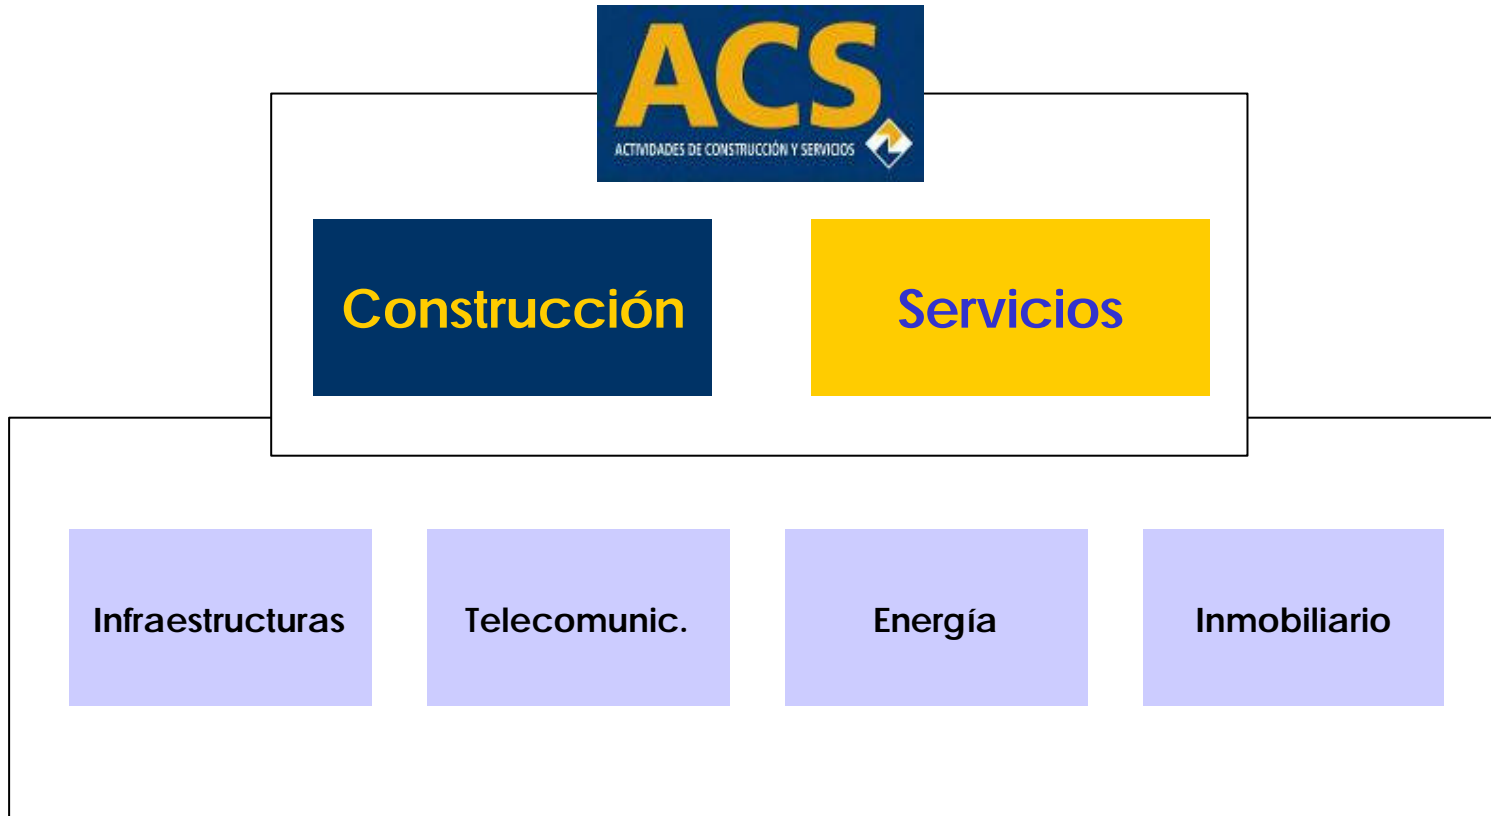 ACS
ACTIVIDADES DE CONSTRUCCIÓN Y SERVICIOS
Construcción
Servicios
Infraestructuras
Telecomunic.
Energía
Inmobiliario